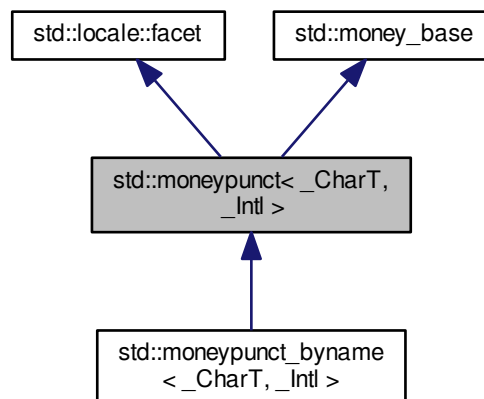 std::locale::facet
std::money_base
std::moneypunct< _CharT,
_Intl >
std::moneypunct_byname
< _CharT, _Intl >